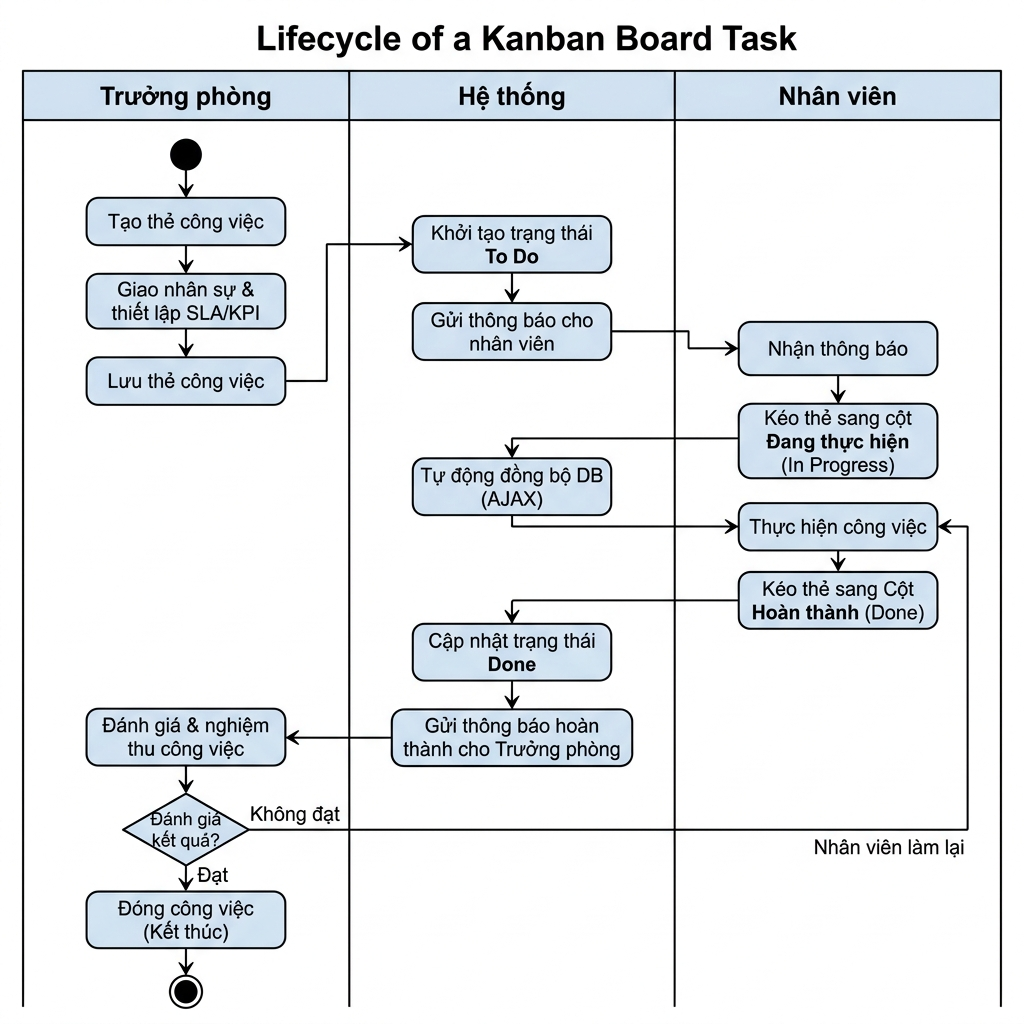 Lifecycle of a Kanban Board Task
Trưởng phòng
Hệ thống
Nhân viên
Tạo thẻ công việc
Giao nhân sự &
thiết lập SLA/KPI
Lưu thẻ công việc
Khởi tạo trạng thái
To Do
Gửi thông báo cho
nhân viên
Nhận thông báo
Kéo thẻ sang cột
Đang thực hiện
(In Progress)
Tự động đồng bộ DB
(AJAX)
Thực hiện công việc
Kéo thẻ sang Cột
Hoàn thành (Done)
Cập nhật trạng thái
Done
Gửi thông báo hoàn
thành cho Trưởng phòng
Đánh giá & nghiệm
thu công việc
Đánh giá
kết quả?
Không đạt
Nhân viên làm lại
Đạt
Đóng công việc
(Kết thúc)